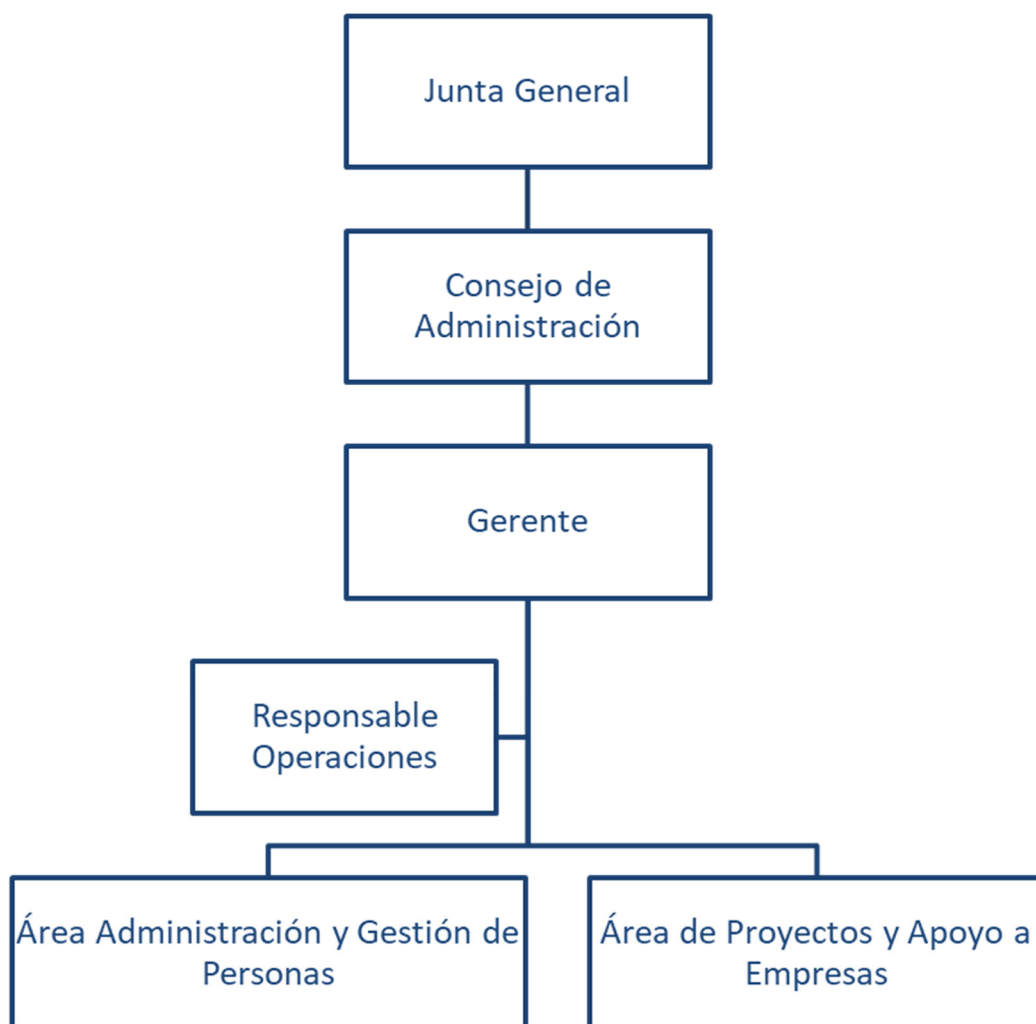 Junta General
Consejo de
Administración
Gerente
Responsable
Operaciones
Área Administración y Gestión de
Personas
Área de Proyectos y Apoyo a
Empresas